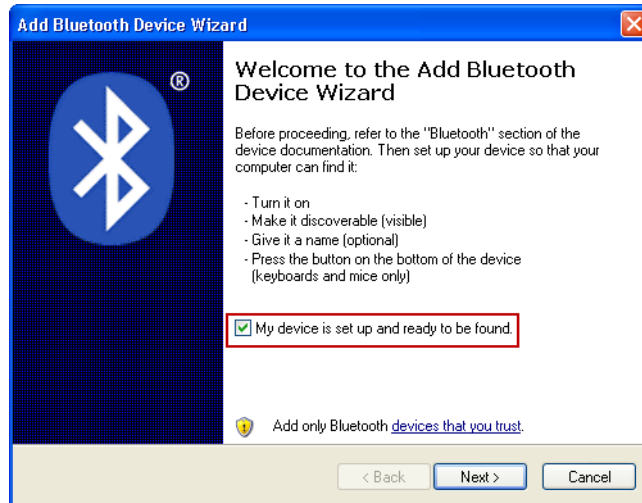 Add Bluetooth Device Wizard
®
Welcome to the Add Bluetooth
Device Wizard
Before proceeding, refer to the "Bluetooth" section of the
device documentation. Then set up your device so that your
computer can find it:
- Turn it on
- Make it discoverable (visible)
- Give it a name (optional)
- Press the button on the bottom of the device
(keyboards and mice only)
My device is set up and ready to be found.
Add only Bluetooth devices that you trust.
< Back Next > Cancel